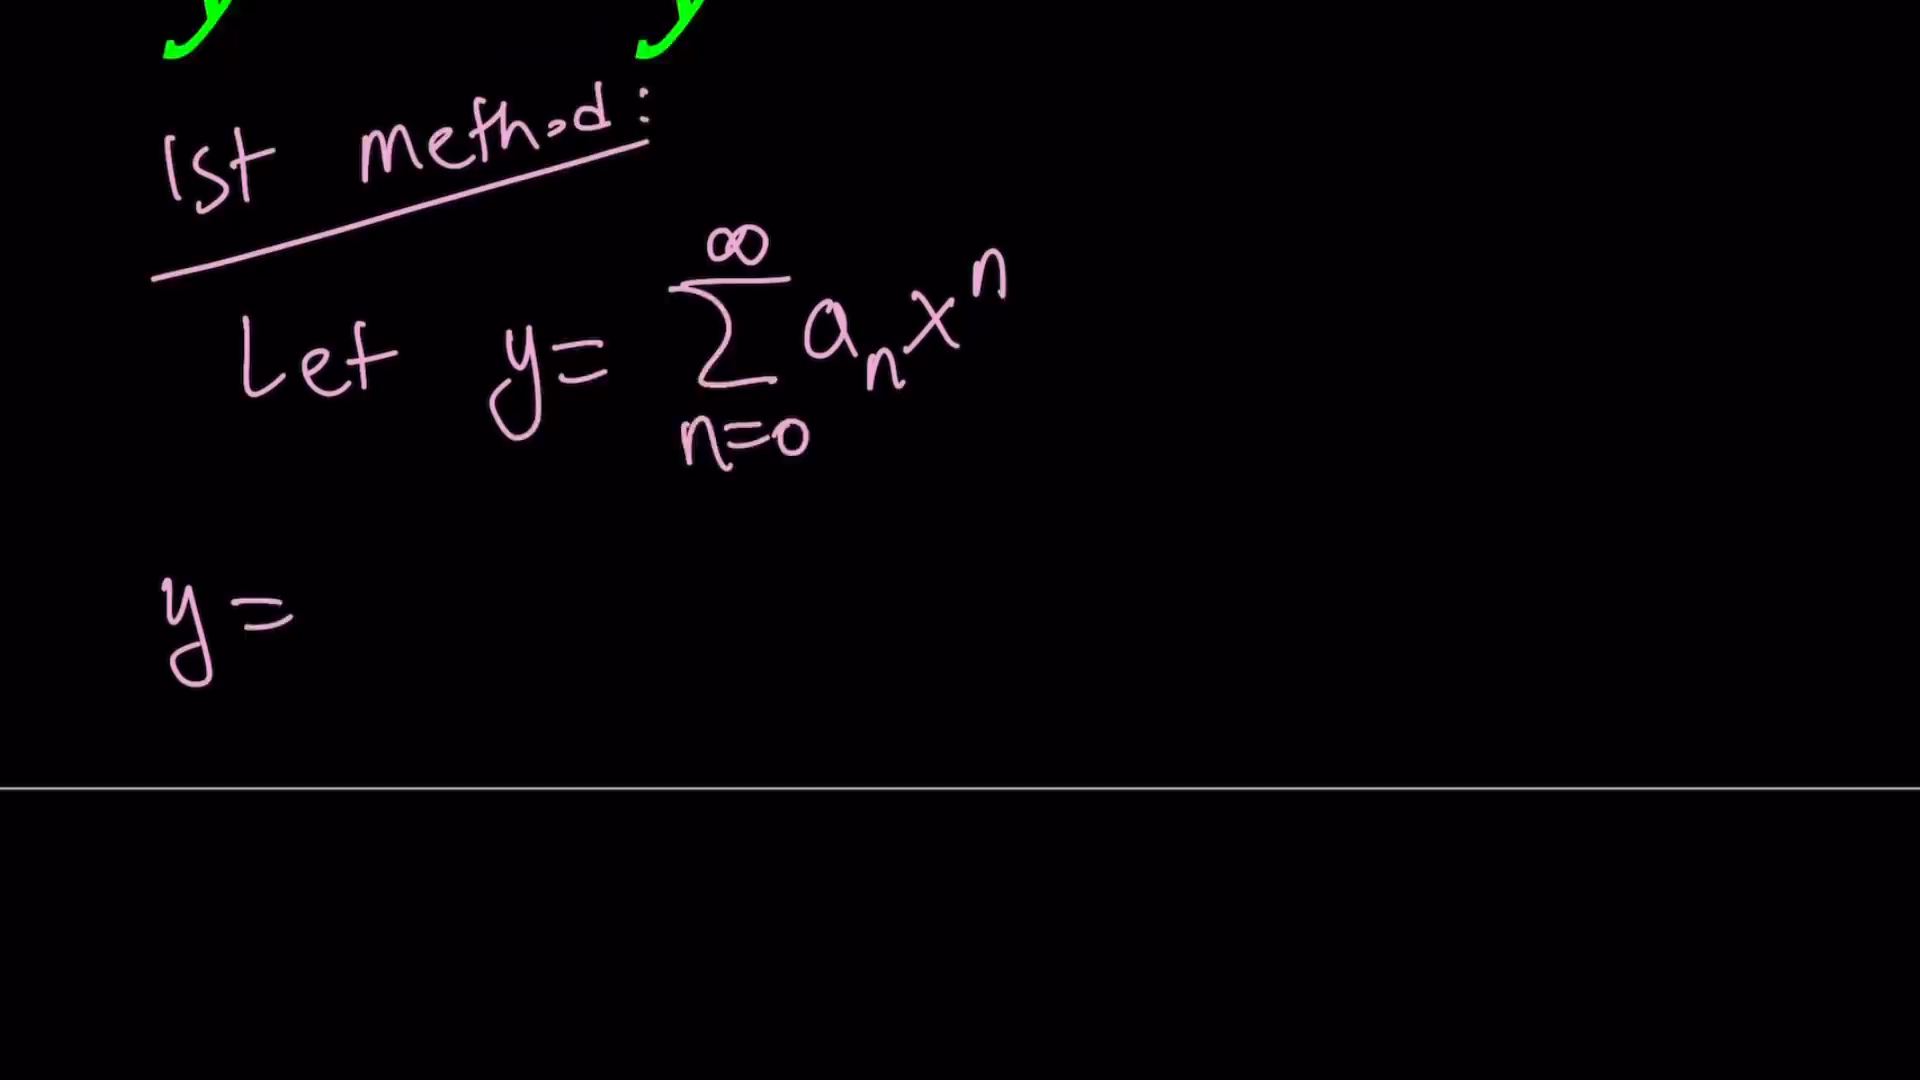 y y
1st method:
Let y = ∑_{n=0}^{∞} a_n x^n
y =